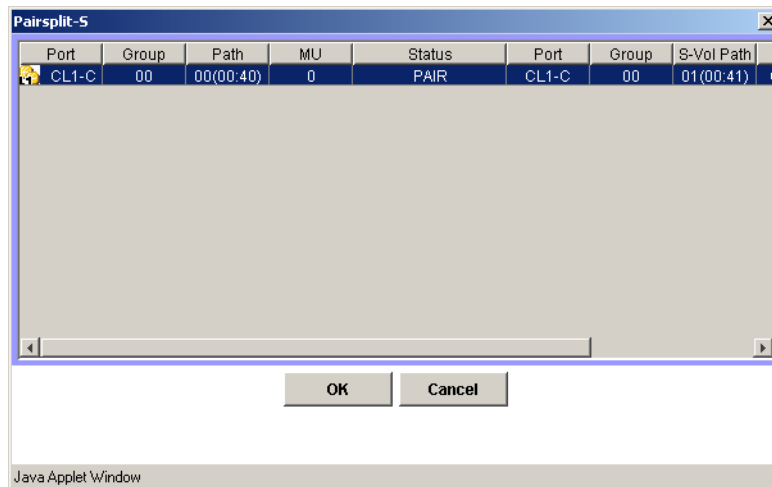 Pairsplit-S
Port Group Path MU Status Port Group S-Vol Path
CL1-C 00 00(00:40) 0 PAIR CL1-C 00 01(00:41)
OK Cancel
Java Applet Window